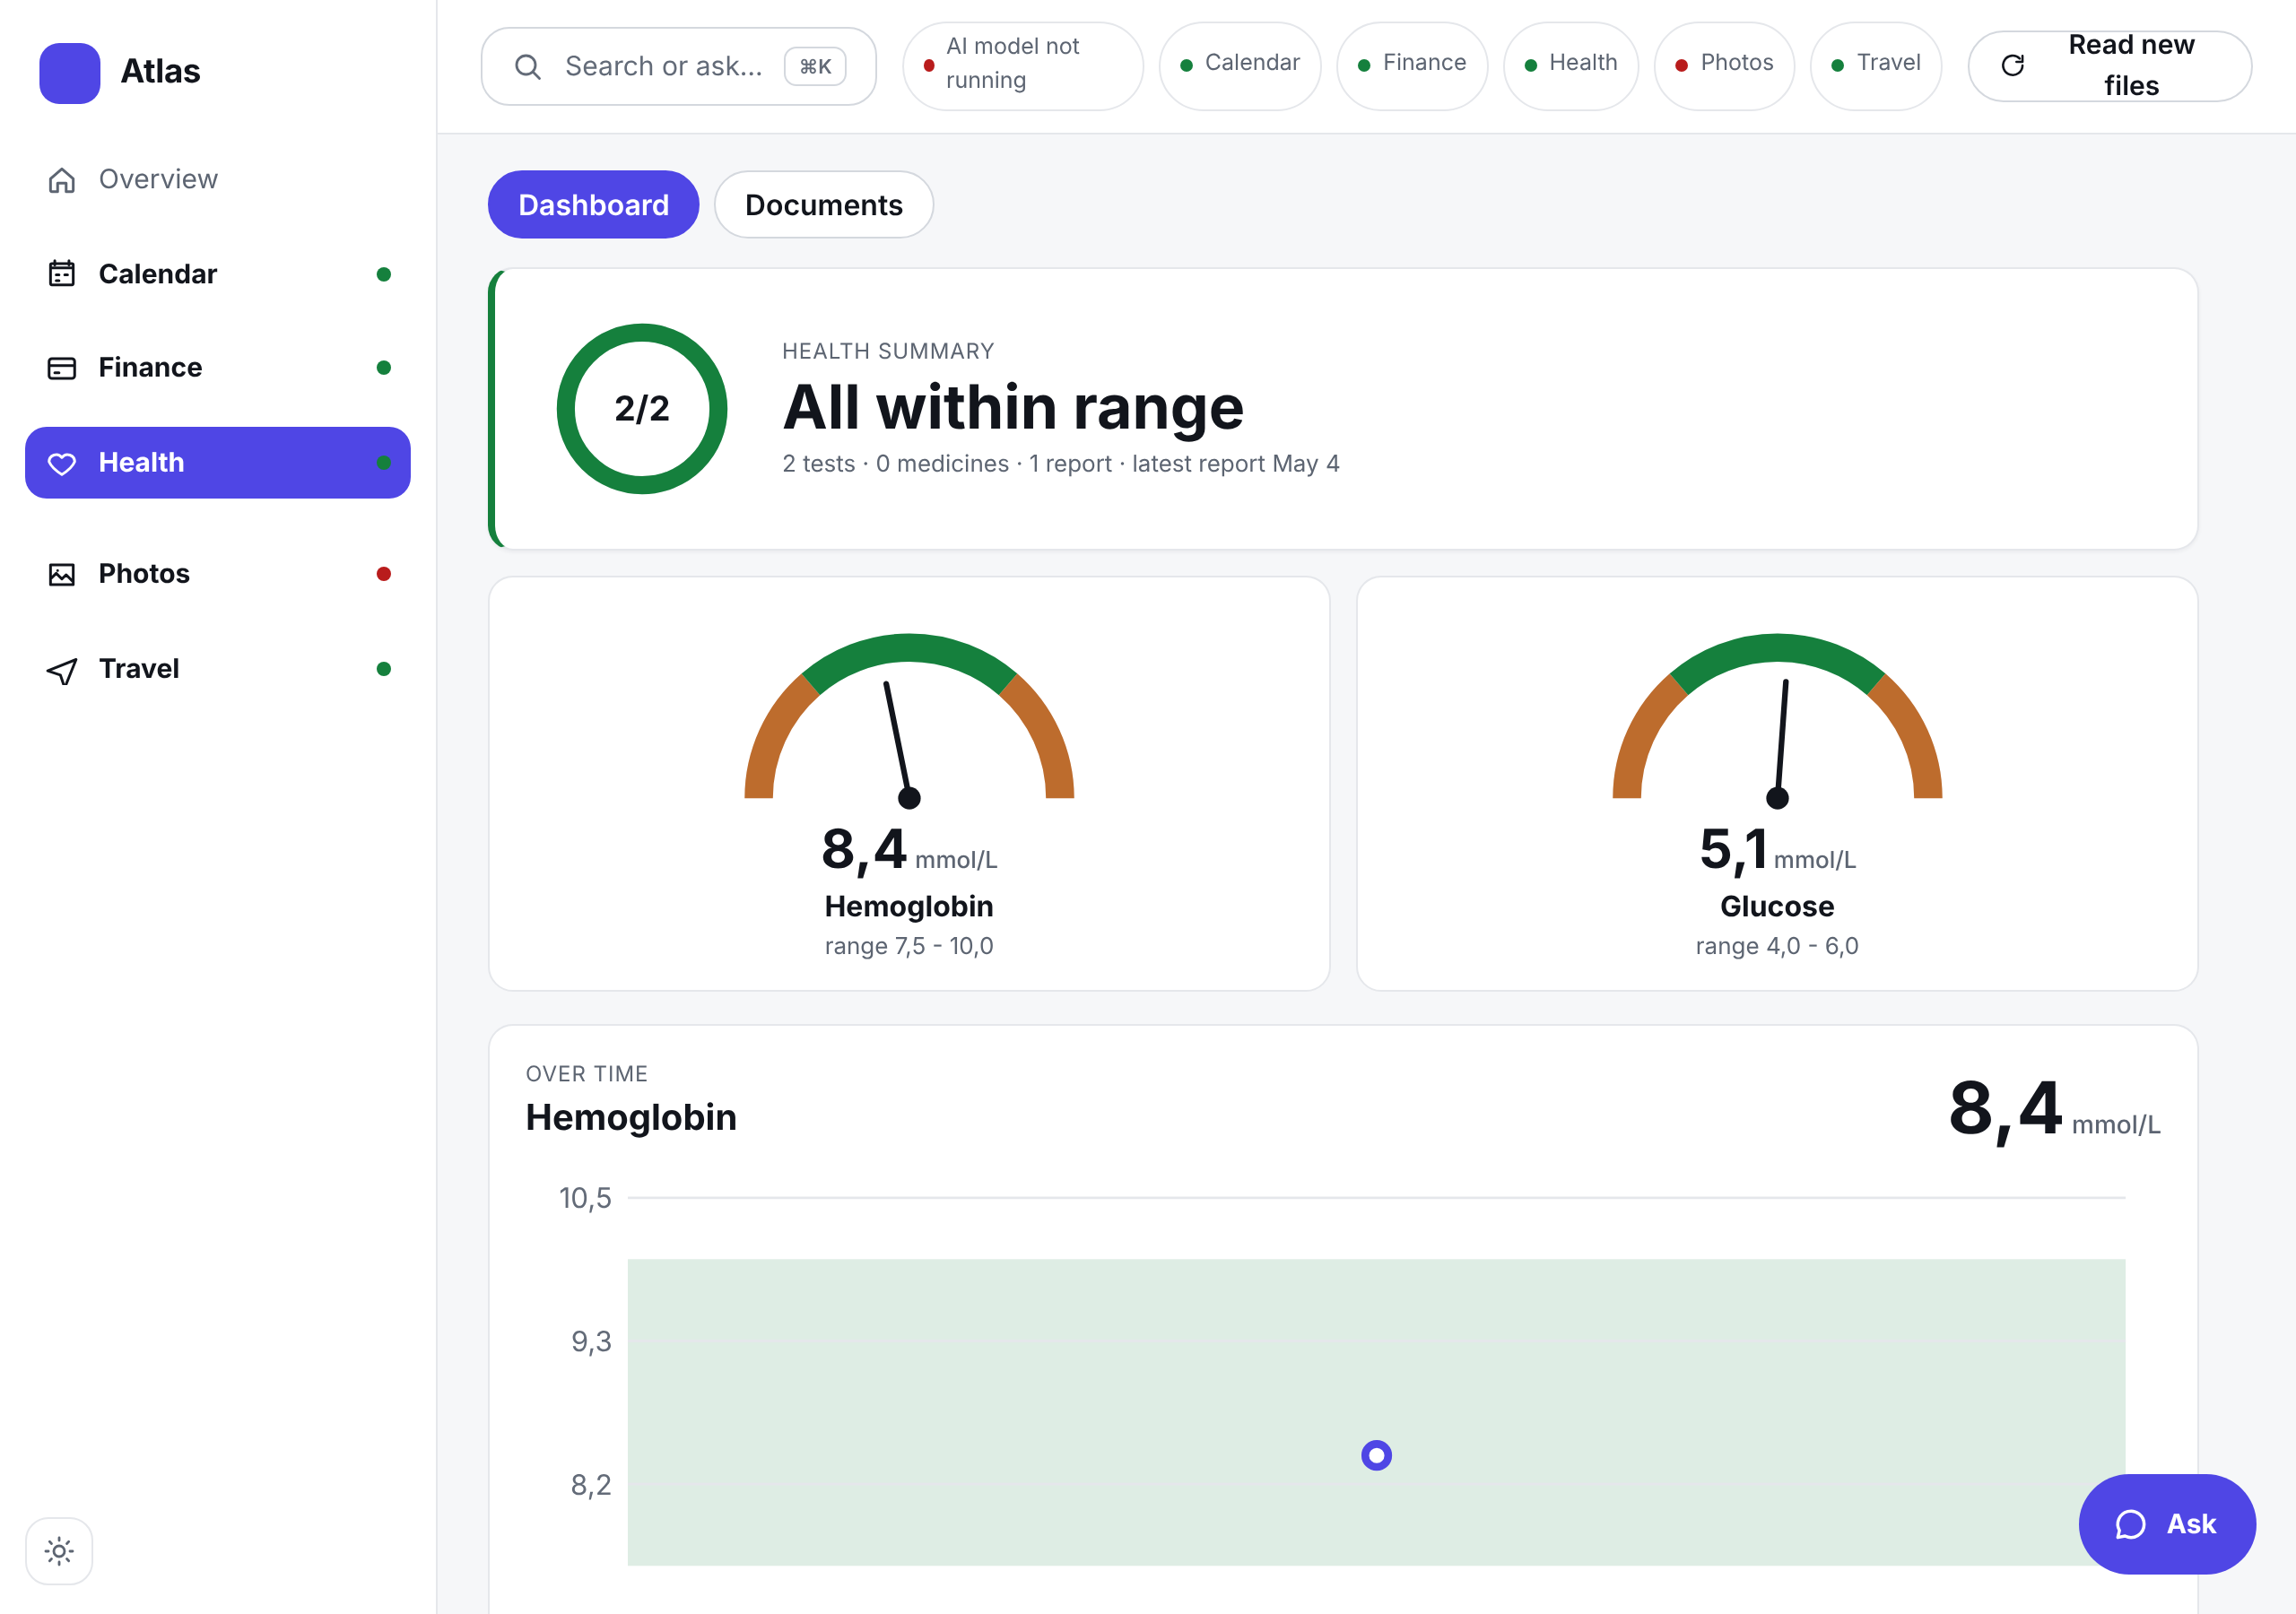 Atlas
Overview
Calendar
Finance
Health
Photos
Travel
Search or ask...
⌘K
AI model not
running
Calendar
Finance
Health
Photos
Travel
Read new
files
Dashboard
Documents
2/2
HEALTH SUMMARY
All within range
2 tests · 0 medicines · 1 report · latest report May 4
8,4 mmol/L
Hemoglobin
range 7,5 - 10,0
5,1 mmol/L
Glucose
range 4,0 - 6,0
OVER TIME
Hemoglobin
8,4 mmol/L
10,5
9,3
8,2
Ask